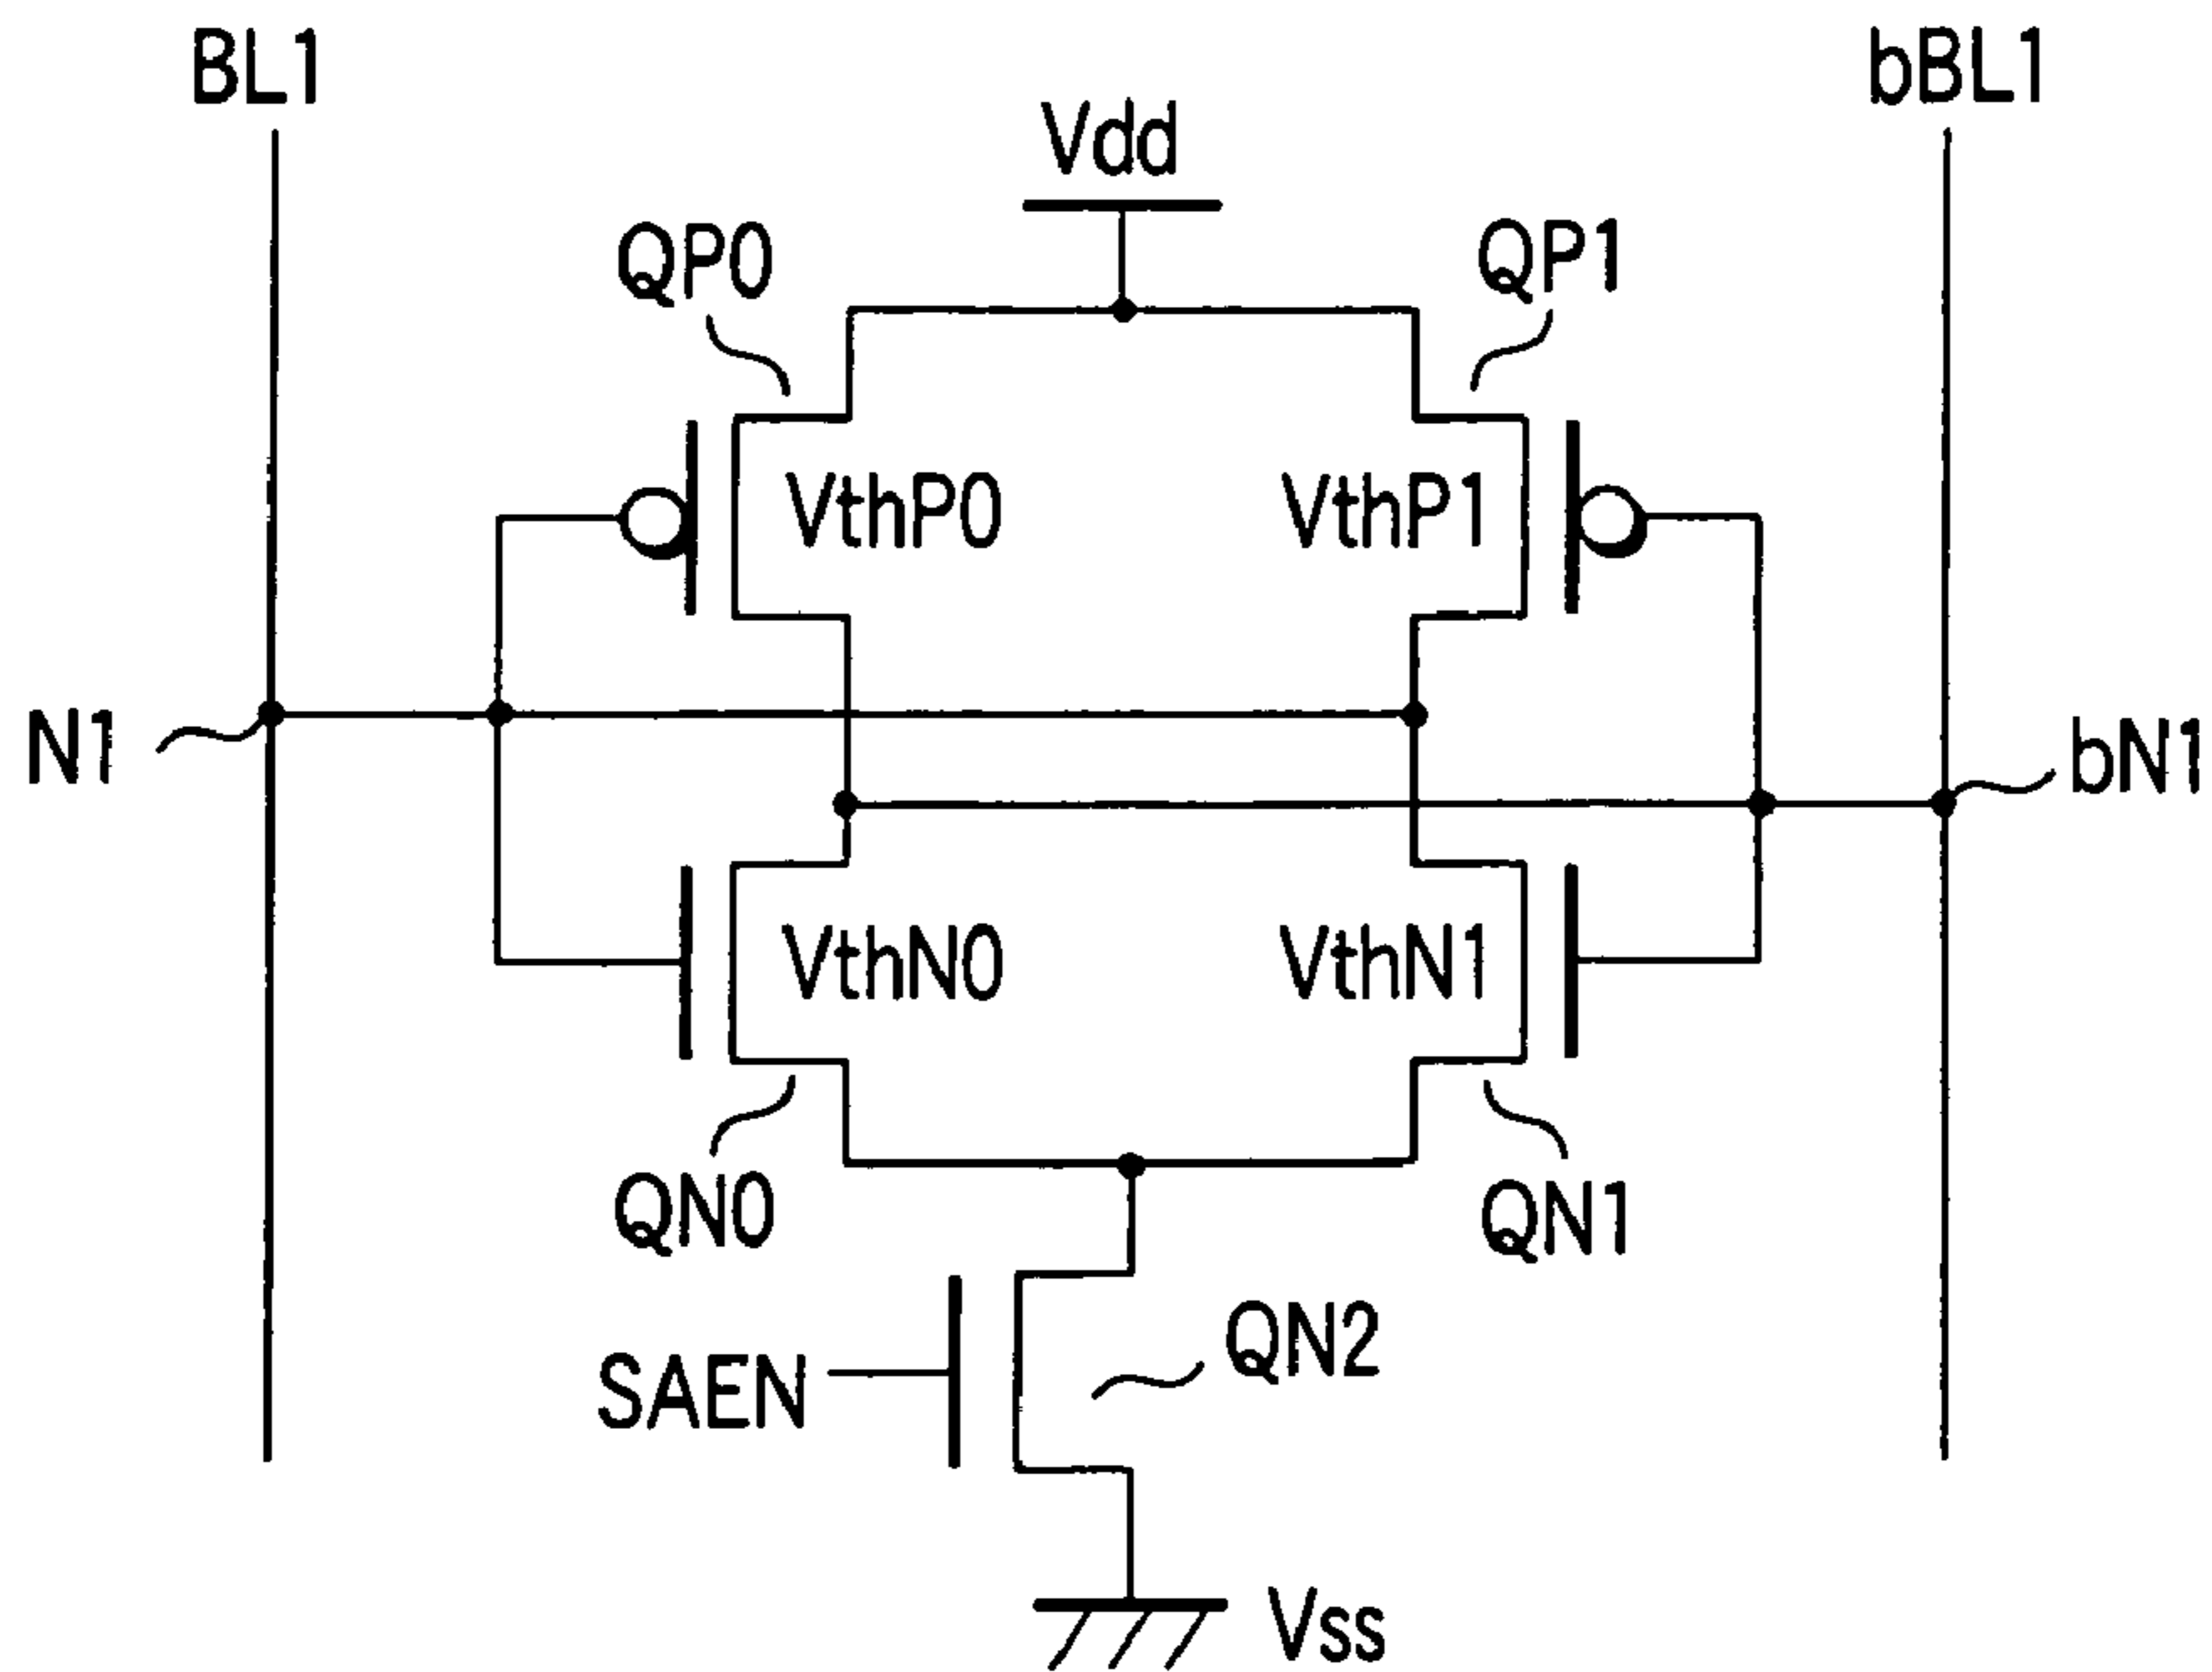 BL1
bBL1
Vdd
QP0
QP1
VthP0
VthP1
N1
bN1
VthN0
VthN1
QN0
QN1
QN2
SAEN
Vss